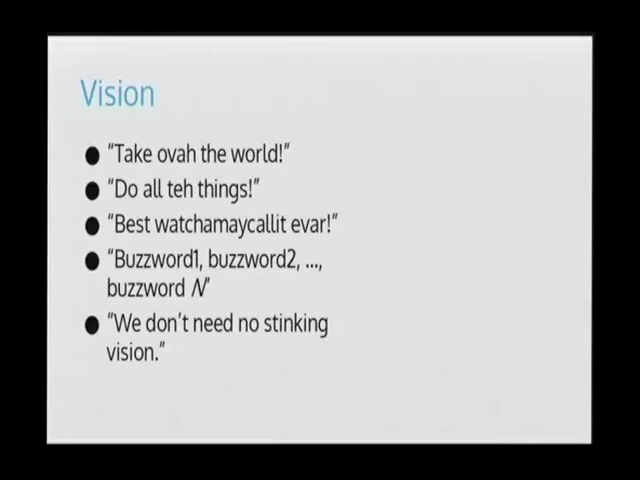 Vision
● “Take ovah the world!”
● “Do all teh things!”
● “Best watchamaycallit evar!”
● “Buzzword1, buzzword2, ...,
buzzword N”
● “We don't need no stinking
vision.”